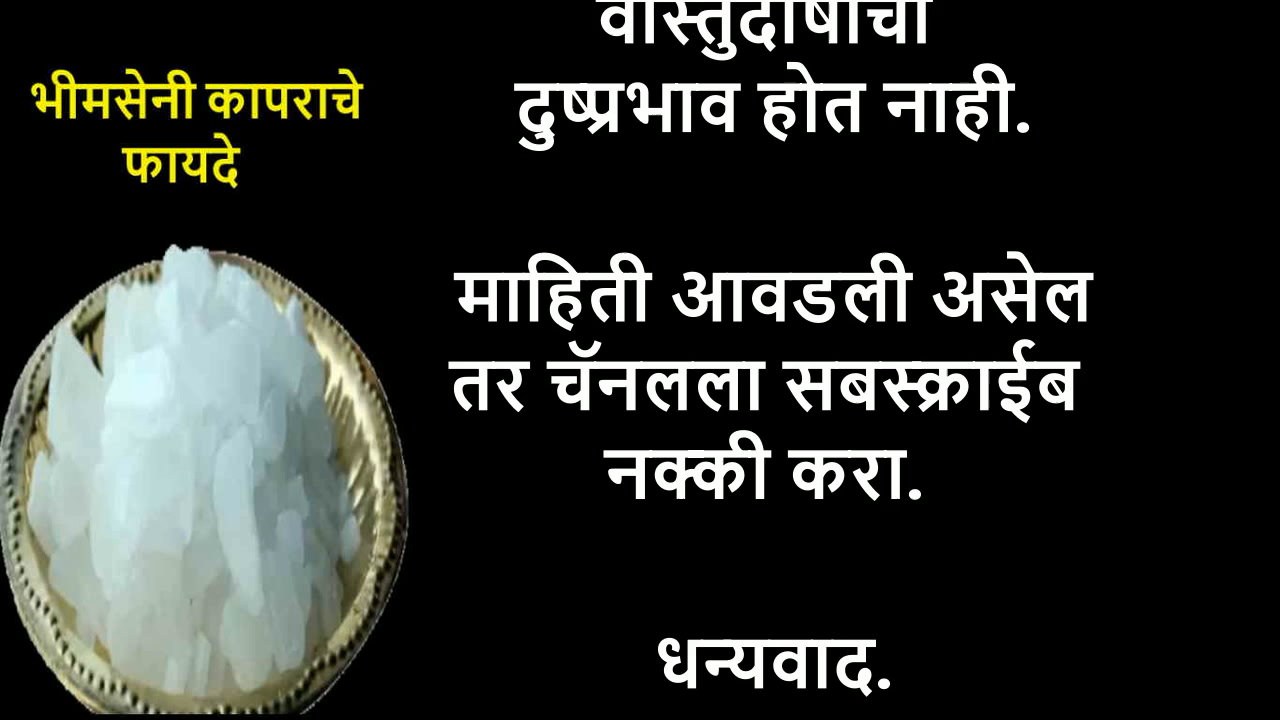 भीमसेनी कापराचे
फायदे
दुष्प्रभाव होत नाही.
माहिती आवडली असेल
तर चॅनलला सबस्क्राईब
नक्की करा.
धन्यवाद.